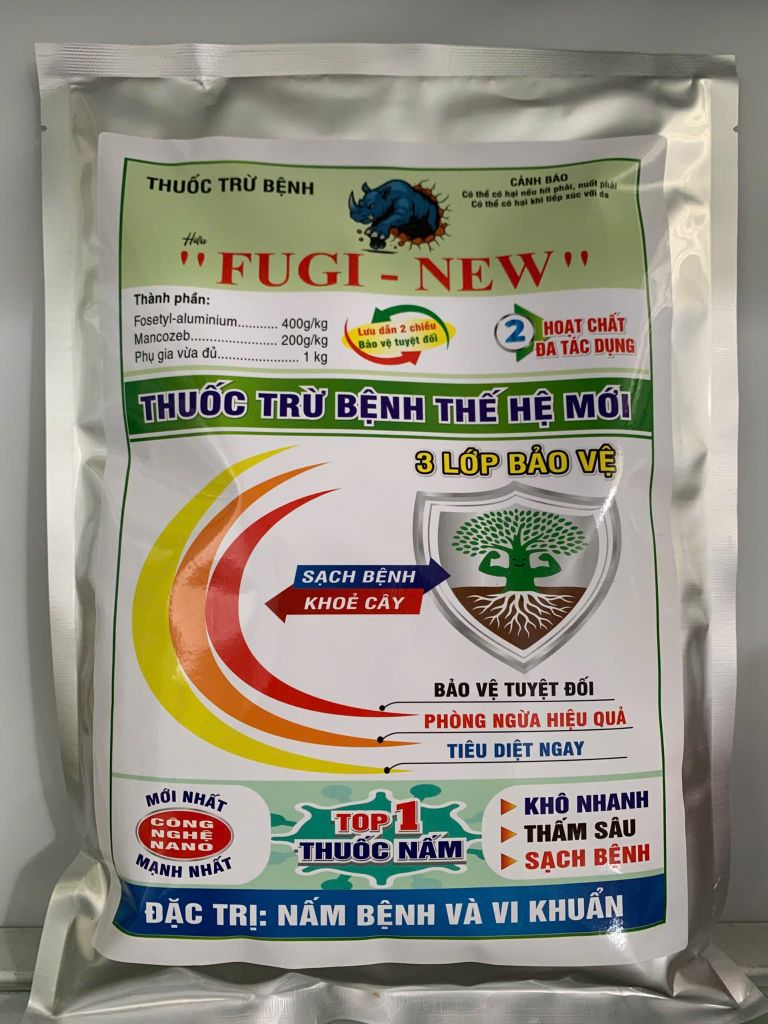 THUỐC TRỪ BỆNH
CẢNH BÁO
Có thể có hại nếu hít phải, nuốt phải
Có thể có hại khi tiếp xúc với da
Hiệu
"FUGI - NEW"
Thành phần:
Fosetyl-aluminium........... 400g/kg
Mancozeb........................ 200g/kg
Phụ gia vừa đủ..................... 1 kg
Lưu dẫn 2 chiều
Bảo vệ tuyệt đối
2 HOẠT CHẤT
ĐA TÁC DỤNG
THUỐC TRỪ BỆNH THẾ HỆ MỚI
3 LỚP BẢO VỆ
SẠCH BỆNH
KHOẺ CÂY
BẢO VỆ TUYỆT ĐỐI
PHÒNG NGỪA HIỆU QUẢ
TIÊU DIỆT NGAY
MỚI NHẤT
CÔNG
NGHỆ
NANO
MẠNH NHẤT
TOP 1
THUỐC NẤM
KHÔ NHANH
THẤM SÂU
SẠCH BỆNH
ĐẶC TRỊ: NẤM BỆNH VÀ VI KHUẨN